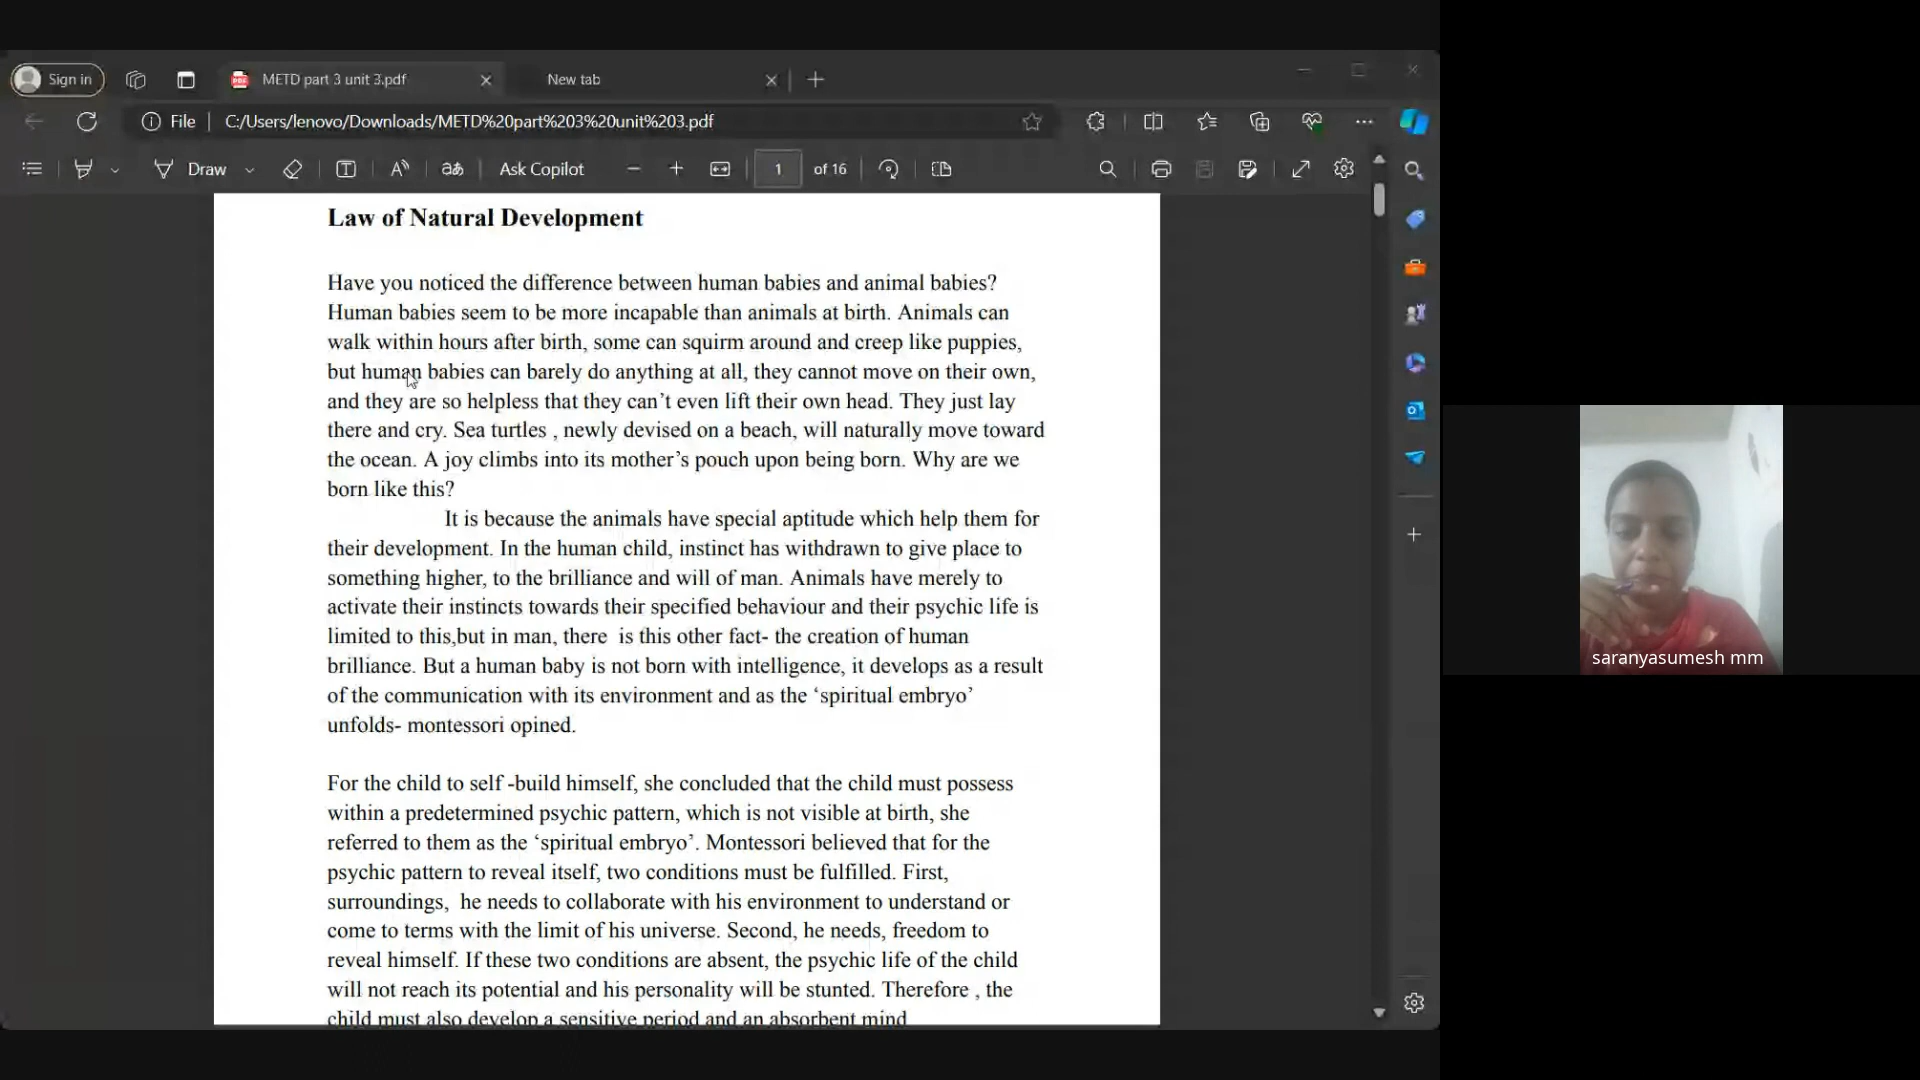 Sign in
METD part 3 unit 3.pdf
New tab
File
C:/Users/lenovo/Downloads/METD%20part%203%20unit%203.pdf
Draw
Ask Copilot
1
of 16
Law of Natural Development
Have you noticed the difference between human babies and animal babies?
Human babies seem to be more incapable than animals at birth. Animals can
walk within hours after birth, some can squirm around and creep like puppies,
but human babies can barely do anything at all, they cannot move on their own,
and they are so helpless that they can’t even lift their own head. They just lay
there and cry. Sea turtles , newly devised on a beach, will naturally move toward
the ocean. A joy climbs into its mother’s pouch upon being born. Why are we
born like this?
It is because the animals have special aptitude which help them for
their development. In the human child, instinct has withdrawn to give place to
something higher, to the brilliance and will of man. Animals have merely to
activate their instincts towards their specified behaviour and their psychic life is
limited to this,but in man, there  is this other fact- the creation of human
brilliance. But a human baby is not born with intelligence, it develops as a result
of the communication with its environment and as the ‘spiritual embryo’
unfolds- montessori opined.
For the child to self -build himself, she concluded that the child must possess
within a predetermined psychic pattern, which is not visible at birth, she
referred to them as the ‘spiritual embryo’. Montessori believed that for the
psychic pattern to reveal itself, two conditions must be fulfilled. First,
surroundings,  he needs to collaborate with his environment to understand or
come to terms with the limit of his universe. Second, he needs, freedom to
reveal himself. If these two conditions are absent, the psychic life of the child
will not reach its potential and his personality will be stunted. Therefore , the
child must also develop a sensitive period and an absorbent mind
saranyasumesh mm